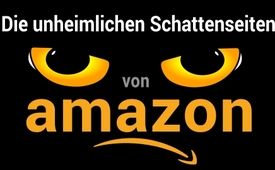 Die unheimlichen Schattenseiten
von
amazon